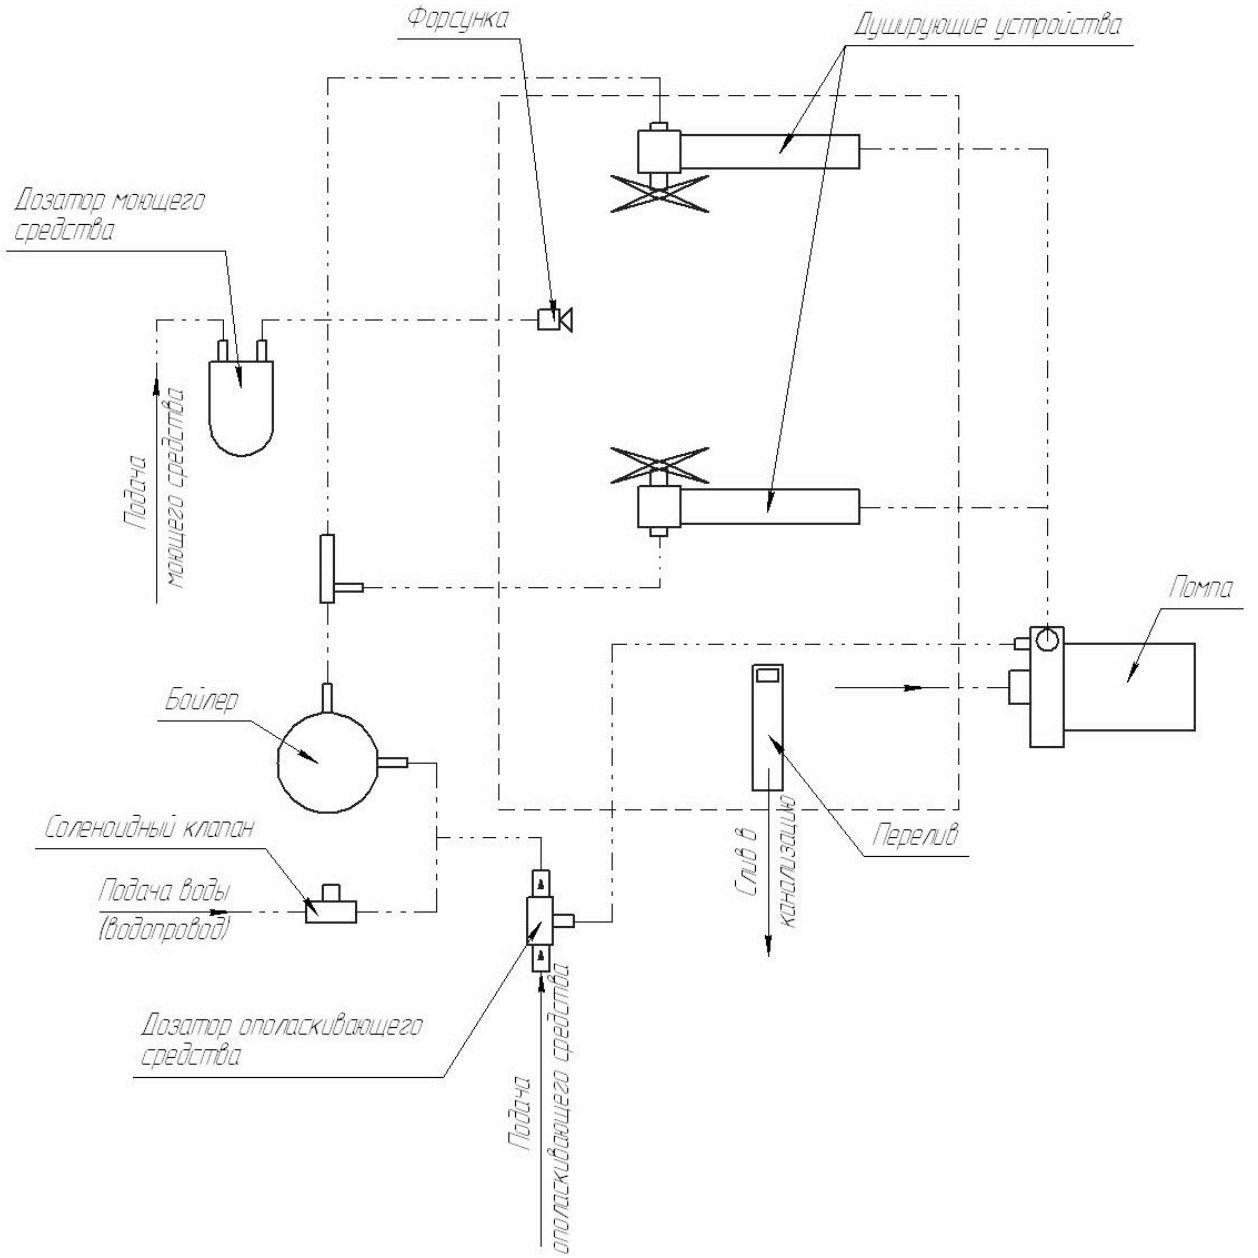 Форсунка
Душирующие устройства
Дозатор моющего
средства
Подача
моющего средства
Помпа
Бойлер
Соленоидный клапан
Подача воды
(водопровод)
Слив в
канализацию
Перелив
Дозатор ополаскивающего
средства
Подача
ополаскивающего средства